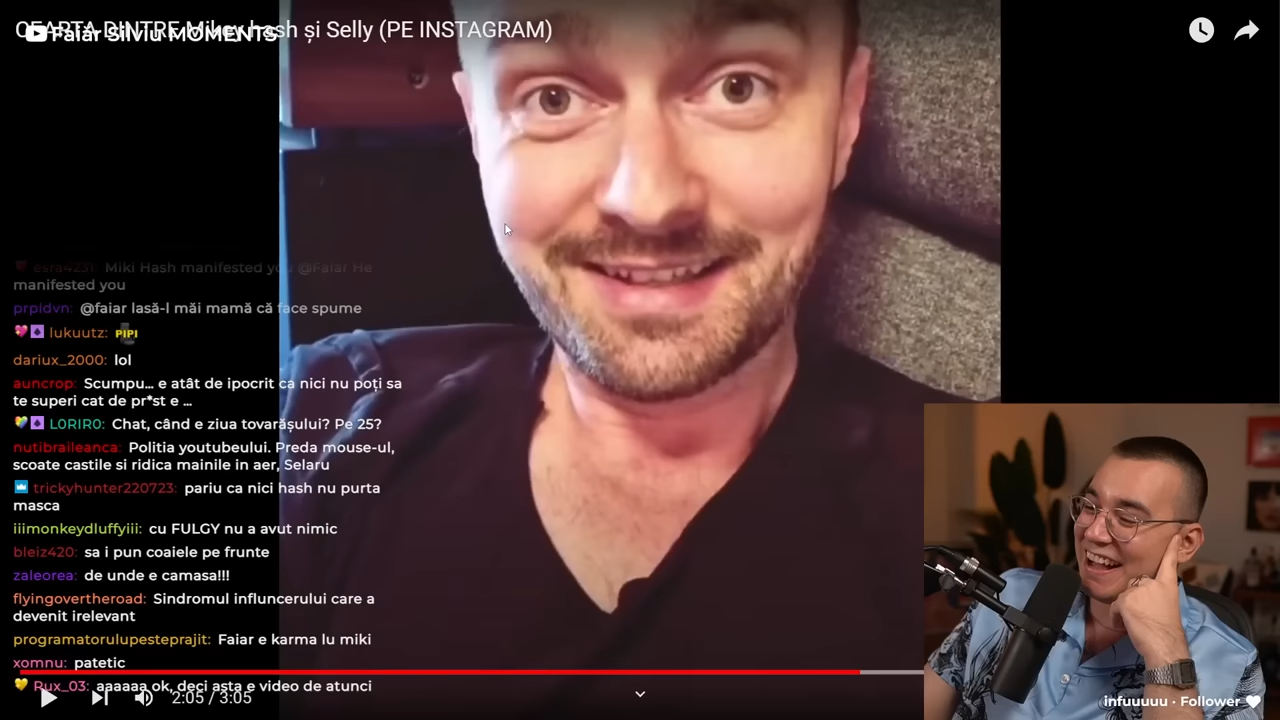 CEARTA DINTRE Mikey hash și Selly (PE INSTAGRAM)
Faiar Silviu MOMENTS
esra4231: Miki Hash manifested you @Faiar He
manifested you
prpldvn: @faiar lasă-l măi mamă că face spume
lukuutz: PIPI
dariux_2000: lol
auncrop: Scumpu... e atât de ipocrit ca nici nu poți sa
te superi cat de pr*st e ...
L0RIR0: Chat, când e ziua tovarășului? Pe 25?
nutibraileanca: Politia youtubeului. Preda mouse-ul,
scoate castile si ridica mainile in aer, Selaru
trickyhunter220723: pariu ca nici hash nu purta
masca
iiimonkeydluffyiii: cu FULGY nu a avut nimic
bleiz420: sa i pun coaiele pe frunte
zaleorea: de unde e camasa!!!
flyingovertheroad: Sindromul influncerului care a
devenit irelevant
programatorulupesteprajit: Faiar e karma lu miki
xomnu: patetic
Rux_03: aaaaaa ok, deci asta e video de atunci
2:05 / 3:05
infuuuuu · Follower